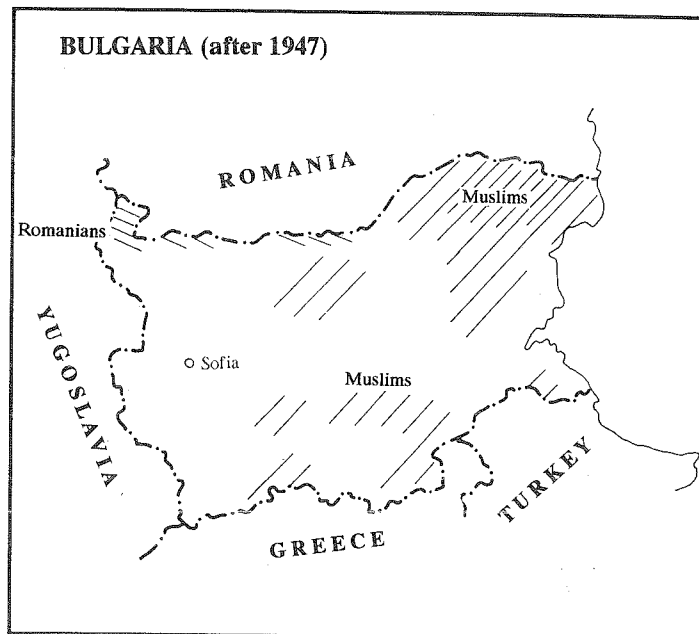 BULGARIA (after 1947)
ROMANIA
Muslims
Romanians
YUGOSLAVIA
Sofia
Muslims
TURKEY
GREECE